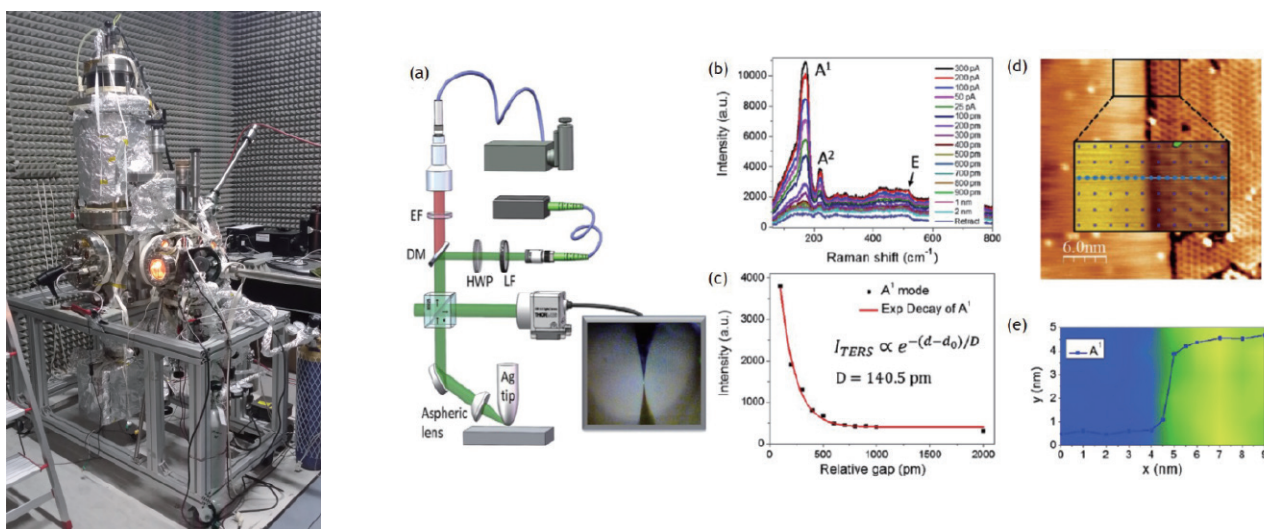 (a)
EF
DM
HWP
LF
THORLABS
Aspheric
lens
Ag
tip
(b)
Intensity (a.u.)
10000
8000
6000
4000
2000
0
A¹
A²
E
300 pA
200 pA
100 pA
50 pA
25 pA
100 pm
200 pm
300 pm
400 pm
500 pm
600 pm
700 pm
800 pm
900 pm
1 nm
2 nm
Retract
200
400
600
800
Raman shift (cm⁻¹)
(c)
Intensity (a.u.)
4000
3000
2000
1000
0
A¹ mode
Exp Decay of A¹
I_TERS ∝ e^−(d−d₀)/D
D = 140.5 pm
0
500
1000
1500
2000
Relative gap (pm)
(d)
6.0nm
(e)
y (nm)
5
4
3
2
1
0
A¹
0 1 2 3 4 5 6 7 8 9
x (nm)